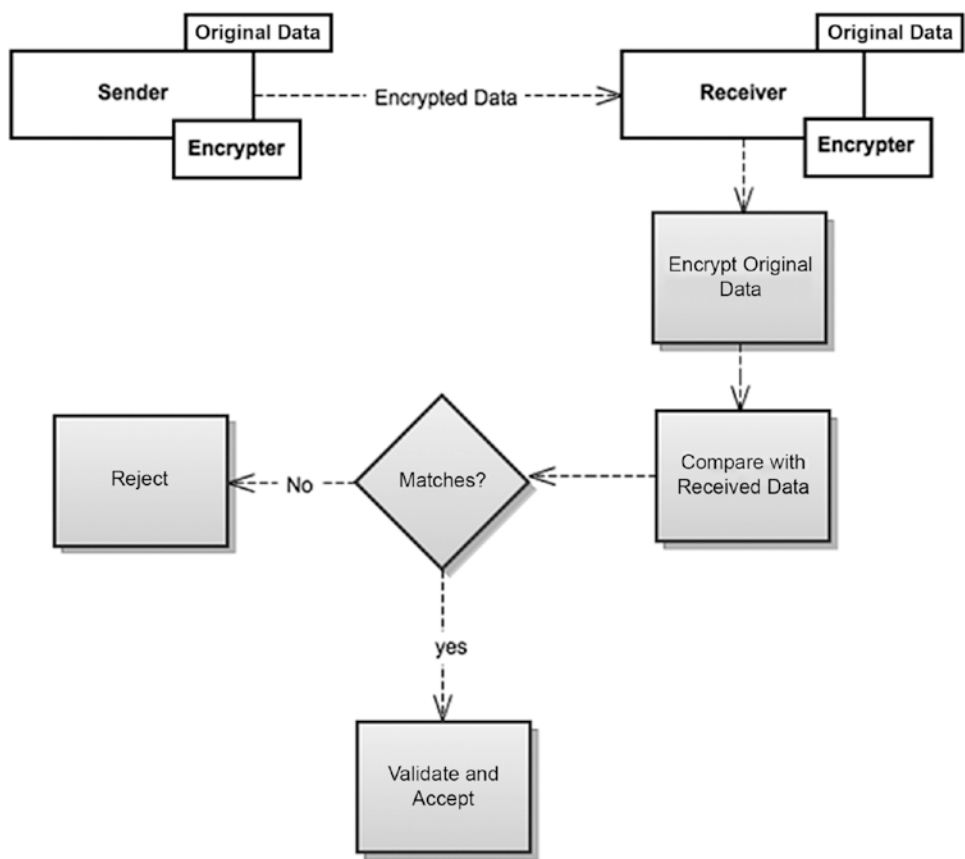 Original Data
Sender
Encrypter
Encrypted Data
Original Data
Receiver
Encrypter
Encrypt Original
Data
Compare with
Received Data
Matches?
No
Reject
yes
Validate and
Accept